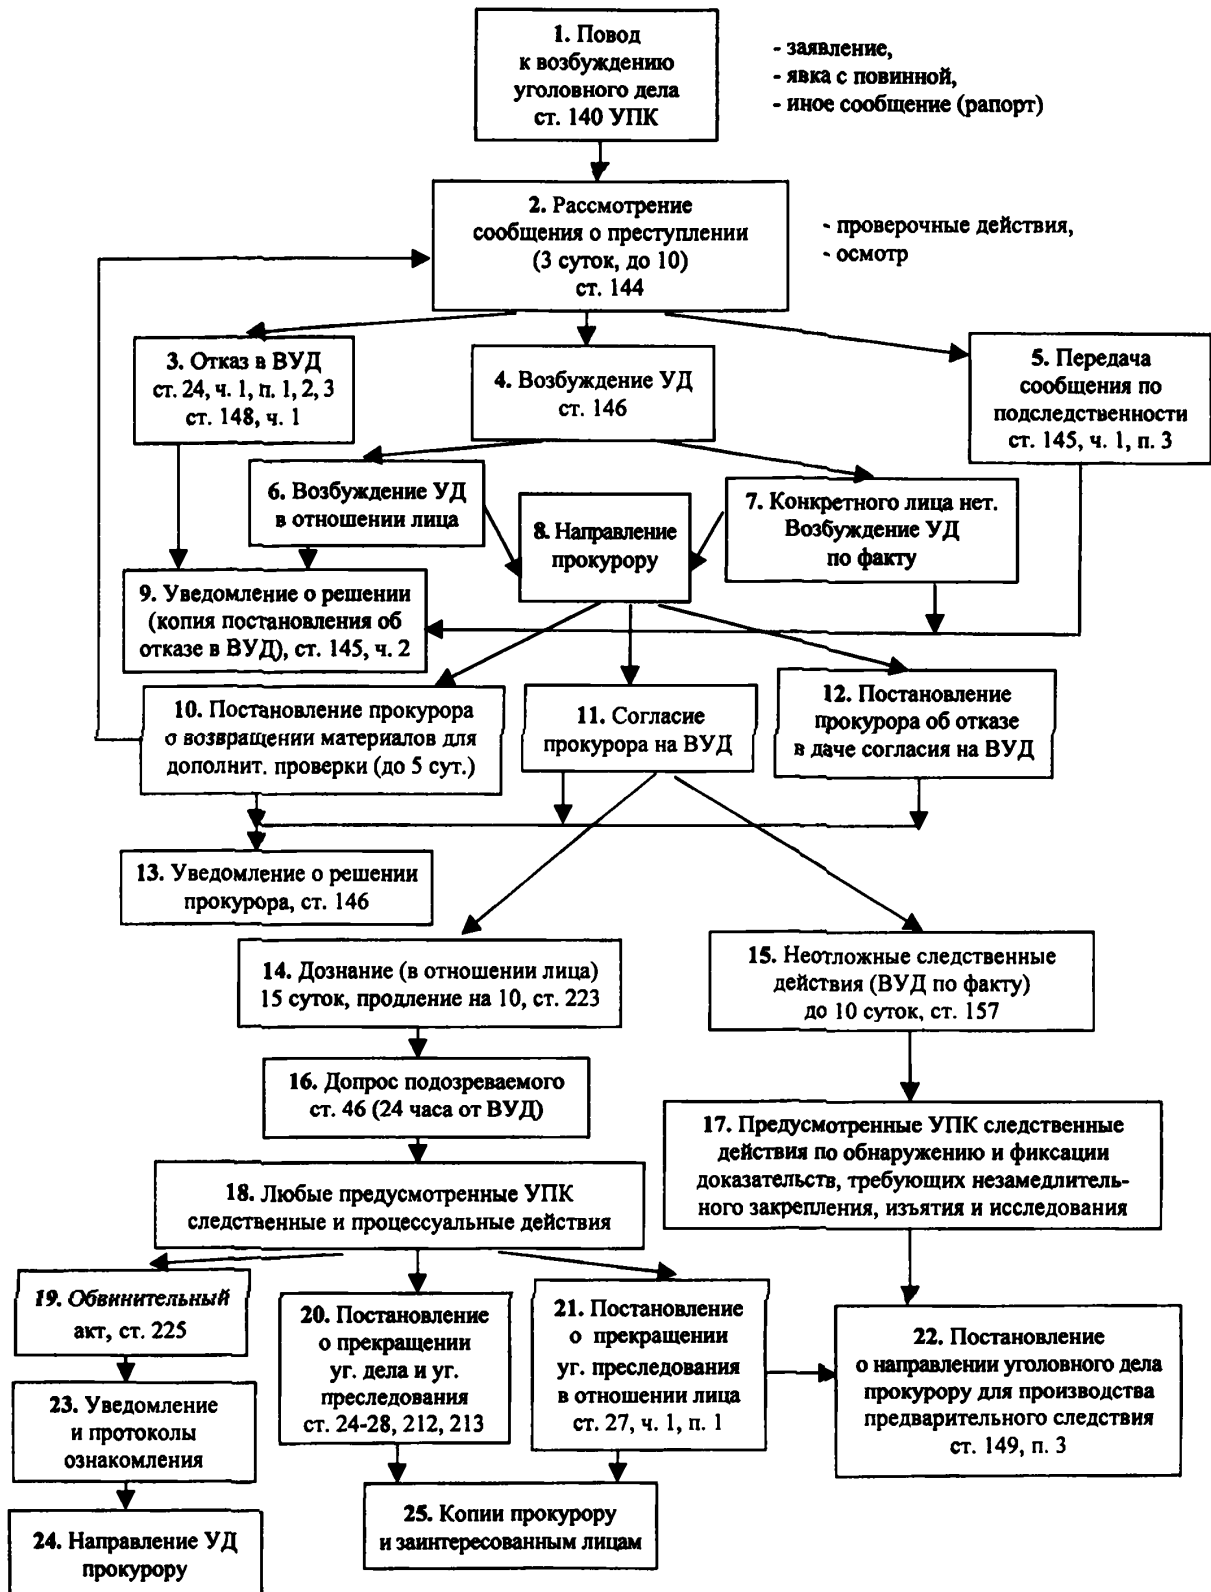 1. Повод
к возбуждению
уголовного дела
ст. 140 УПК
- заявление,
- явка с повинной,
- иное сообщение (рапорт)
2. Рассмотрение
сообщения о преступлении
(3 суток, до 10)
ст. 144
- проверочные действия,
- осмотр
3. Отказ в ВУД
ст. 24, ч. 1, п. 1, 2, 3
ст. 148, ч. 1
4. Возбуждение УД
ст. 146
5. Передача
сообщения по
подследственности
ст. 145, ч. 1, п. 3
6. Возбуждение УД
в отношении лица
7. Конкретного лица нет.
Возбуждение УД
по факту
8. Направление
прокурору
9. Уведомление о решении
(копия постановления об
отказе в ВУД), ст. 145, ч. 2
10. Постановление прокурора
о возвращении материалов для
дополнит. проверки (до 5 сут.)
11. Согласие
прокурора на ВУД
12. Постановление
прокурора об отказе
в даче согласия на ВУД
13. Уведомление о решении
прокурора, ст. 146
14. Дознание (в отношении лица)
15 суток, продление на 10, ст. 223
15. Неотложные следственные
действия (ВУД по факту)
до 10 суток, ст. 157
16. Допрос подозреваемого
ст. 46 (24 часа от ВУД)
17. Предусмотренные УПК следственные
действия по обнаружению и фиксации
доказательств, требующих незамедлитель-
ного закрепления, изъятия и исследования
18. Любые предусмотренные УПК
следственные и процессуальные действия
19. Обвинительный
акт, ст. 225
20. Постановление
о прекращении
уг. дела и уг.
преследования
ст. 24-28, 212, 213
21. Постановление
о прекращении
уг. преследования
в отношении лица
ст. 27, ч. 1, п. 1
22. Постановление
о направлении уголовного дела
прокурору для производства
предварительного следствия
ст. 149, п. 3
23. Уведомление
и протоколы
ознакомления
24. Направление УД
прокурору
25. Копии прокурору
и заинтересованным лицам